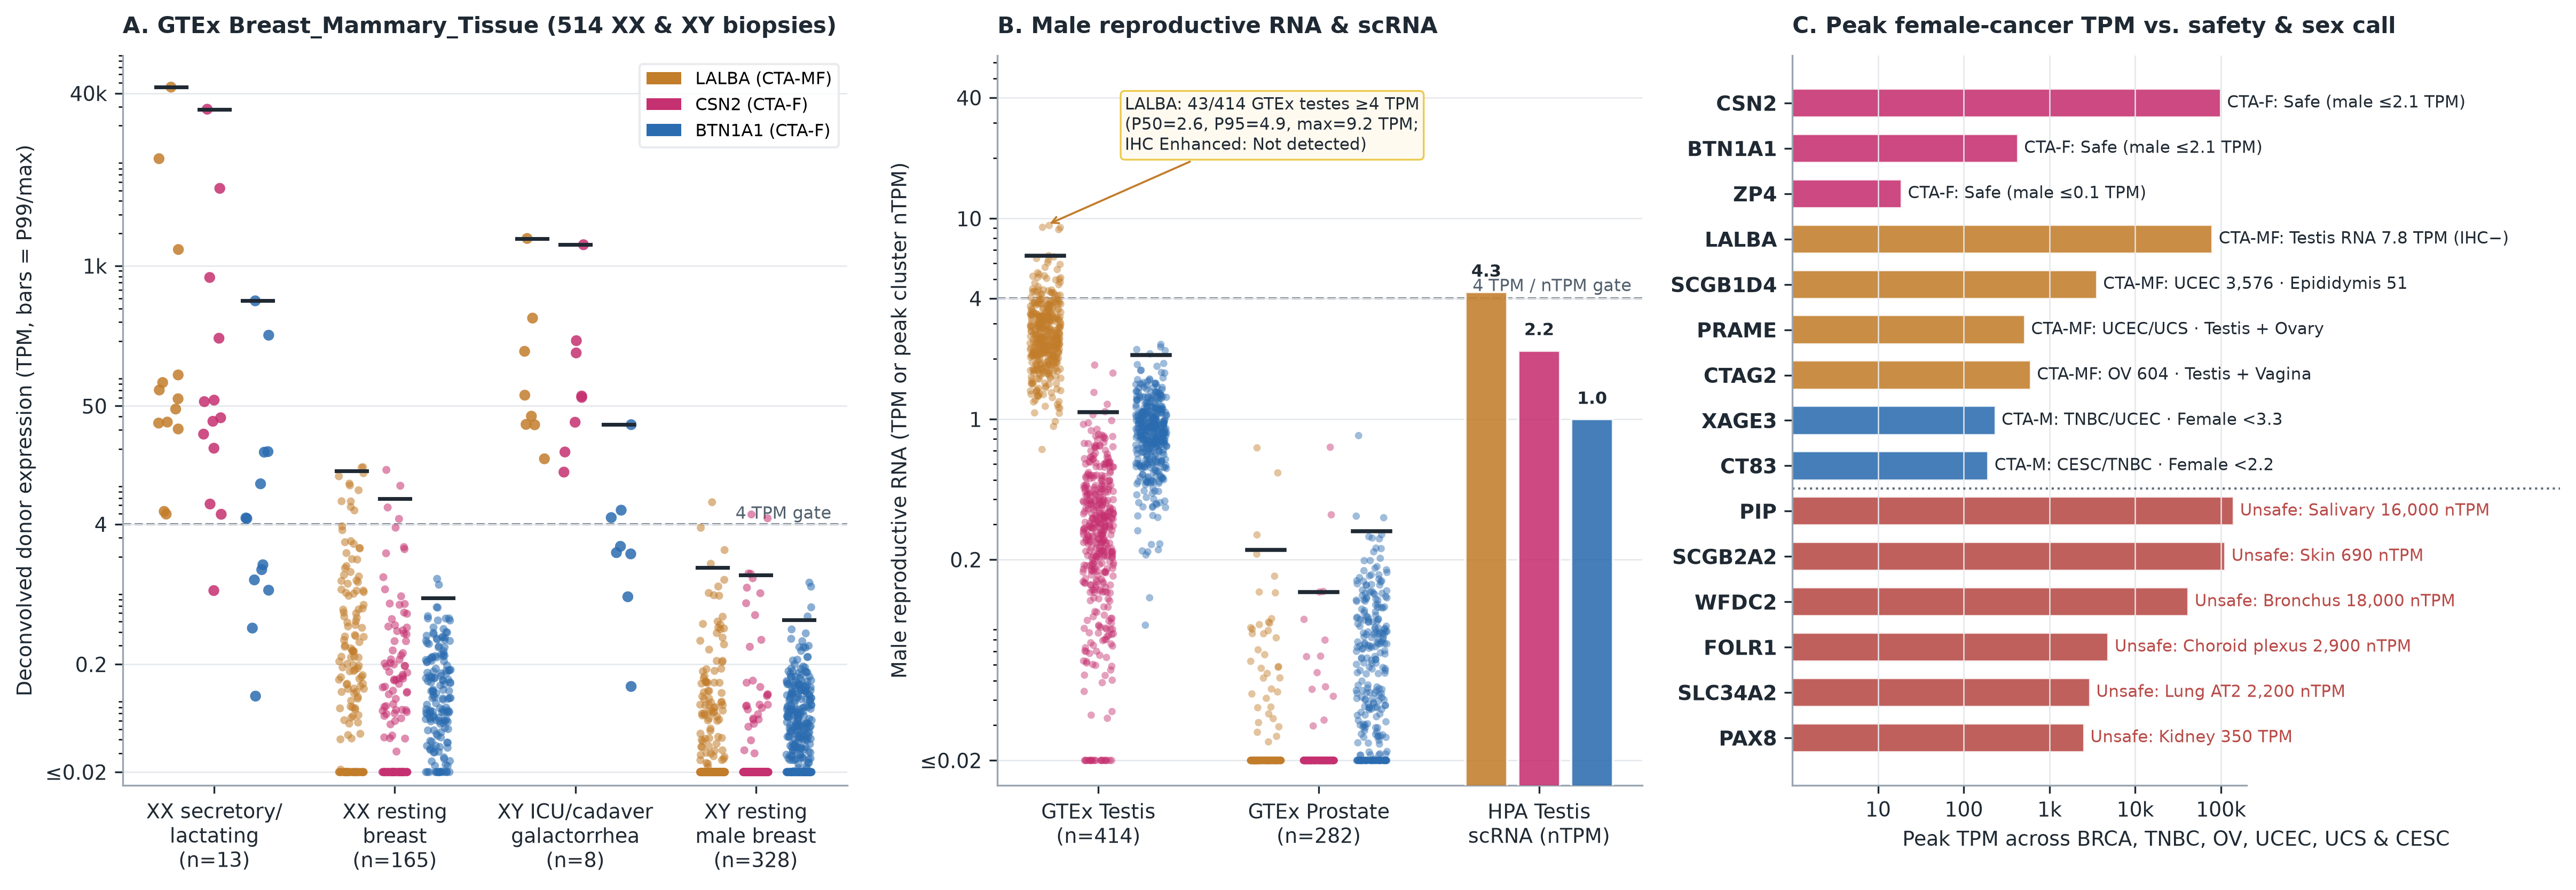 A. GTEx Breast_Mammary_Tissue (514 XX & XY biopsies)
Deconvolved donor expression (TPM, bars = P99/max)
40k
1k
50
4
0.2
≤0.02
LALBA (CTA-MF)
CSN2 (CTA-F)
BTN1A1 (CTA-F)
4 TPM gate
XX secretory/
lactating
(n=13)
XX resting
breast
(n=165)
XY ICU/cadaver
galactorrhea
(n=8)
XY resting
male breast
(n=328)
B. Male reproductive RNA & scRNA
Male reproductive RNA (TPM or peak cluster nTPM)
40
10
4
1
0.2
≤0.02
LALBA: 43/414 GTEx testes ≥4 TPM
(P50=2.6, P95=4.9, max=9.2 TPM;
IHC Enhanced: Not detected)
4.3
4 TPM / nTPM gate
2.2
1.0
GTEx Testis
(n=414)
GTEx Prostate
(n=282)
HPA Testis
scRNA (nTPM)
C. Peak female-cancer TPM vs. safety & sex call
CSN2 CTA-F: Safe (male ≤2.1 TPM)
BTN1A1 CTA-F: Safe (male ≤2.1 TPM)
ZP4 CTA-F: Safe (male ≤0.1 TPM)
LALBA CTA-MF: Testis RNA 7.8 TPM (IHC−)
SCGB1D4 CTA-MF: UCEC 3,576 · Epididymis 51
PRAME CTA-MF: UCEC/UCS · Testis + Ovary
CTAG2 CTA-MF: OV 604 · Testis + Vagina
XAGE3 CTA-M: TNBC/UCEC · Female <3.3
CT83 CTA-M: CESC/TNBC · Female <2.2
PIP Unsafe: Salivary 16,000 nTPM
SCGB2A2 Unsafe: Skin 690 nTPM
WFDC2 Unsafe: Bronchus 18,000 nTPM
FOLR1 Unsafe: Choroid plexus 2,900 nTPM
SLC34A2 Unsafe: Lung AT2 2,200 nTPM
PAX8 Unsafe: Kidney 350 TPM
10 100 1k 10k 100k
Peak TPM across BRCA, TNBC, OV, UCEC, UCS & CESC